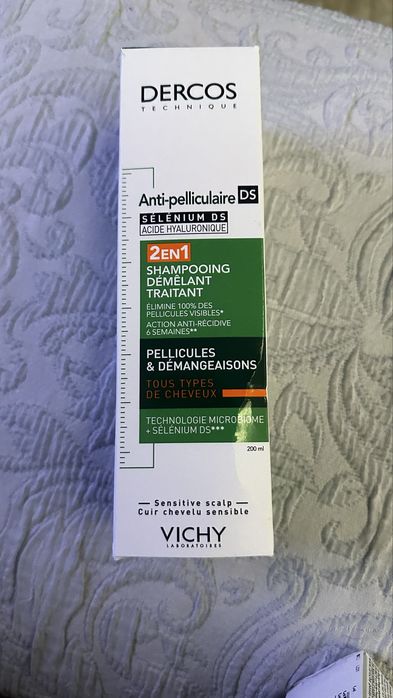 DERCOS
TECHNIQUE
Anti-pelliculaire DS
SÉLÉNIUM DS
ACIDE HYALURONIQUE
2EN1
SHAMPOOING
DÉMÊLANT
TRAITANT
ÉLIMINE 100% DES
PELLICULES VISIBLES*
ACTION ANTI-RÉCIDIVE
6 SEMAINES**
PELLICULES
& DÉMANGEAISONS
TOUS TYPES
DE CHEVEUX
TECHNOLOGIE MICROBIOME
+ SÉLÉNIUM DS***
200 ml
Sensitive scalp
Cuir chevelu sensible
VICHY
LABORATOIRES